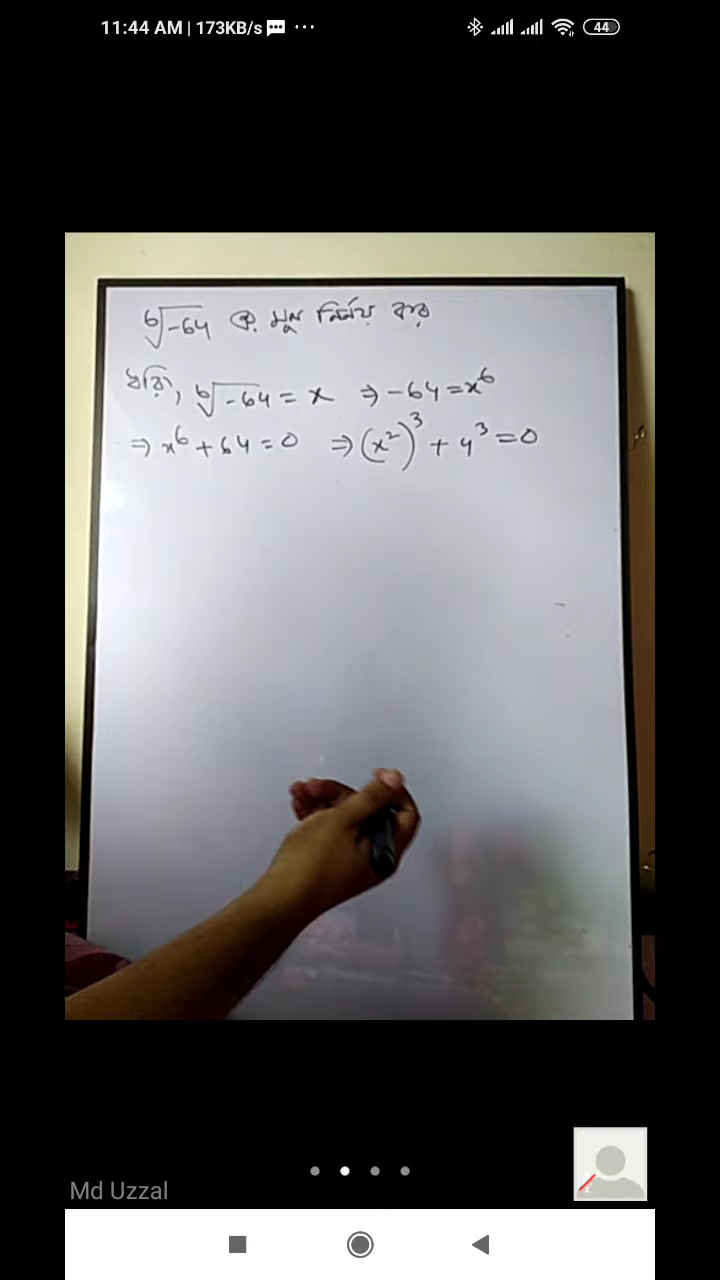 11:44 AM | 173KB/s ···
44
⁶√-64 এর মূল নির্ণয় কর
ধরি, ⁶√-64 = x ⇒ -64 = x⁶
⇒ x⁶ + 64 = 0 ⇒ (x²)³ + 4³ = 0
Md Uzzal